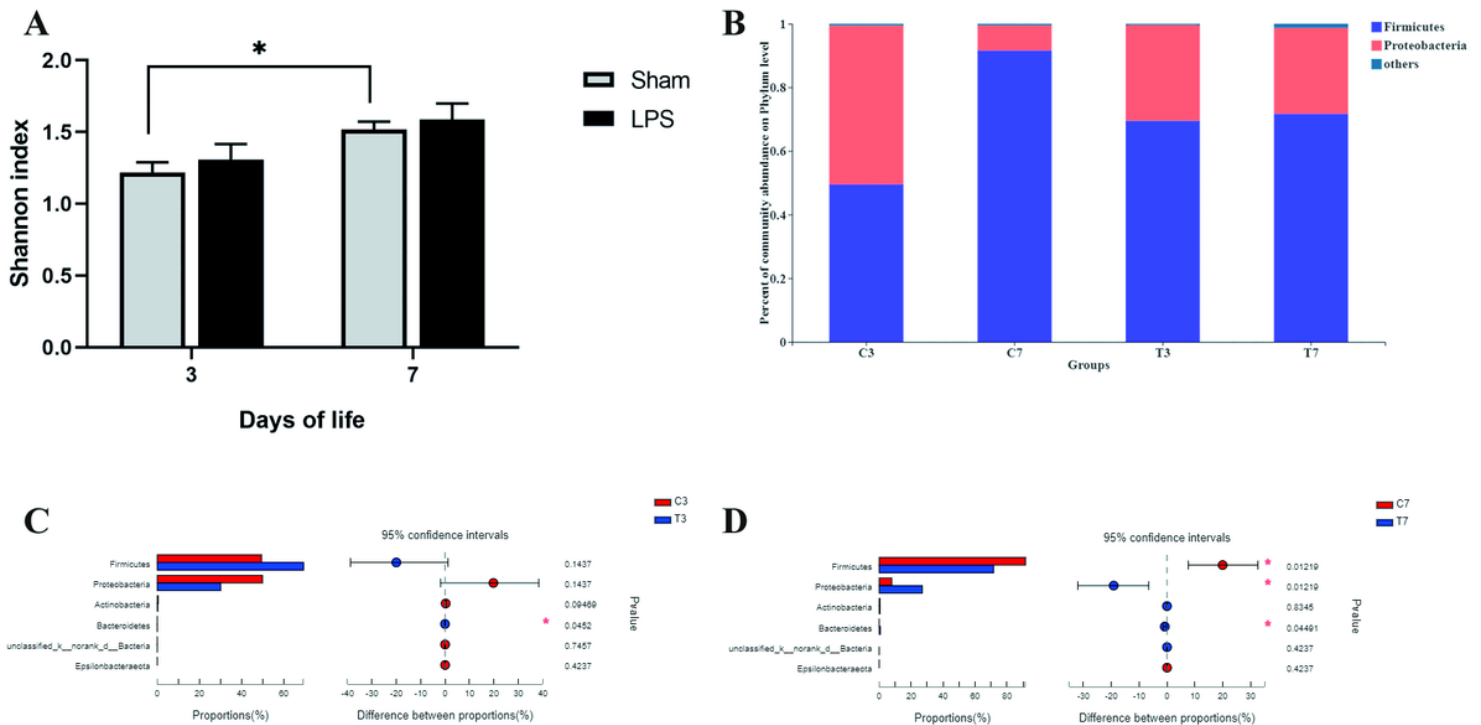 A
*
2.0
1.5
1.0
0.5
0.0
Shannon index
3
7
Days of life
Sham
LPS
B
Percent of community abundance on Phylum level
1
0.8
0.6
0.4
0.2
0
C3
C7
T3
T7
Groups
Firmicutes
Proteobacteria
others
C
C3
T3
95% confidence intervals
Firmicutes
0.1437
Proteobacteria
0.1437
Actinobacteria
0.09469
Bacteroidetes
* 0.0452
unclassified_k__norank_d__Bacteria
0.7457
Epsilonbacteraeota
0.4237
Pvalue
0 20 40 60
-40 -30 -20 -10 0 10 20 30 40
Proportions(%)
Difference between proportions(%)
D
C7
T7
95% confidence intervals
Firmicutes
* 0.01219
Proteobacteria
* 0.01219
Actinobacteria
0.8345
Bacteroidetes
* 0.04491
unclassified_k__norank_d__Bacteria
0.4237
Epsilonbacteraeota
0.4237
Pvalue
0 20 40 60 80
-30 -20 -10 0 10 20 30
Proportions(%)
Difference between proportions(%)